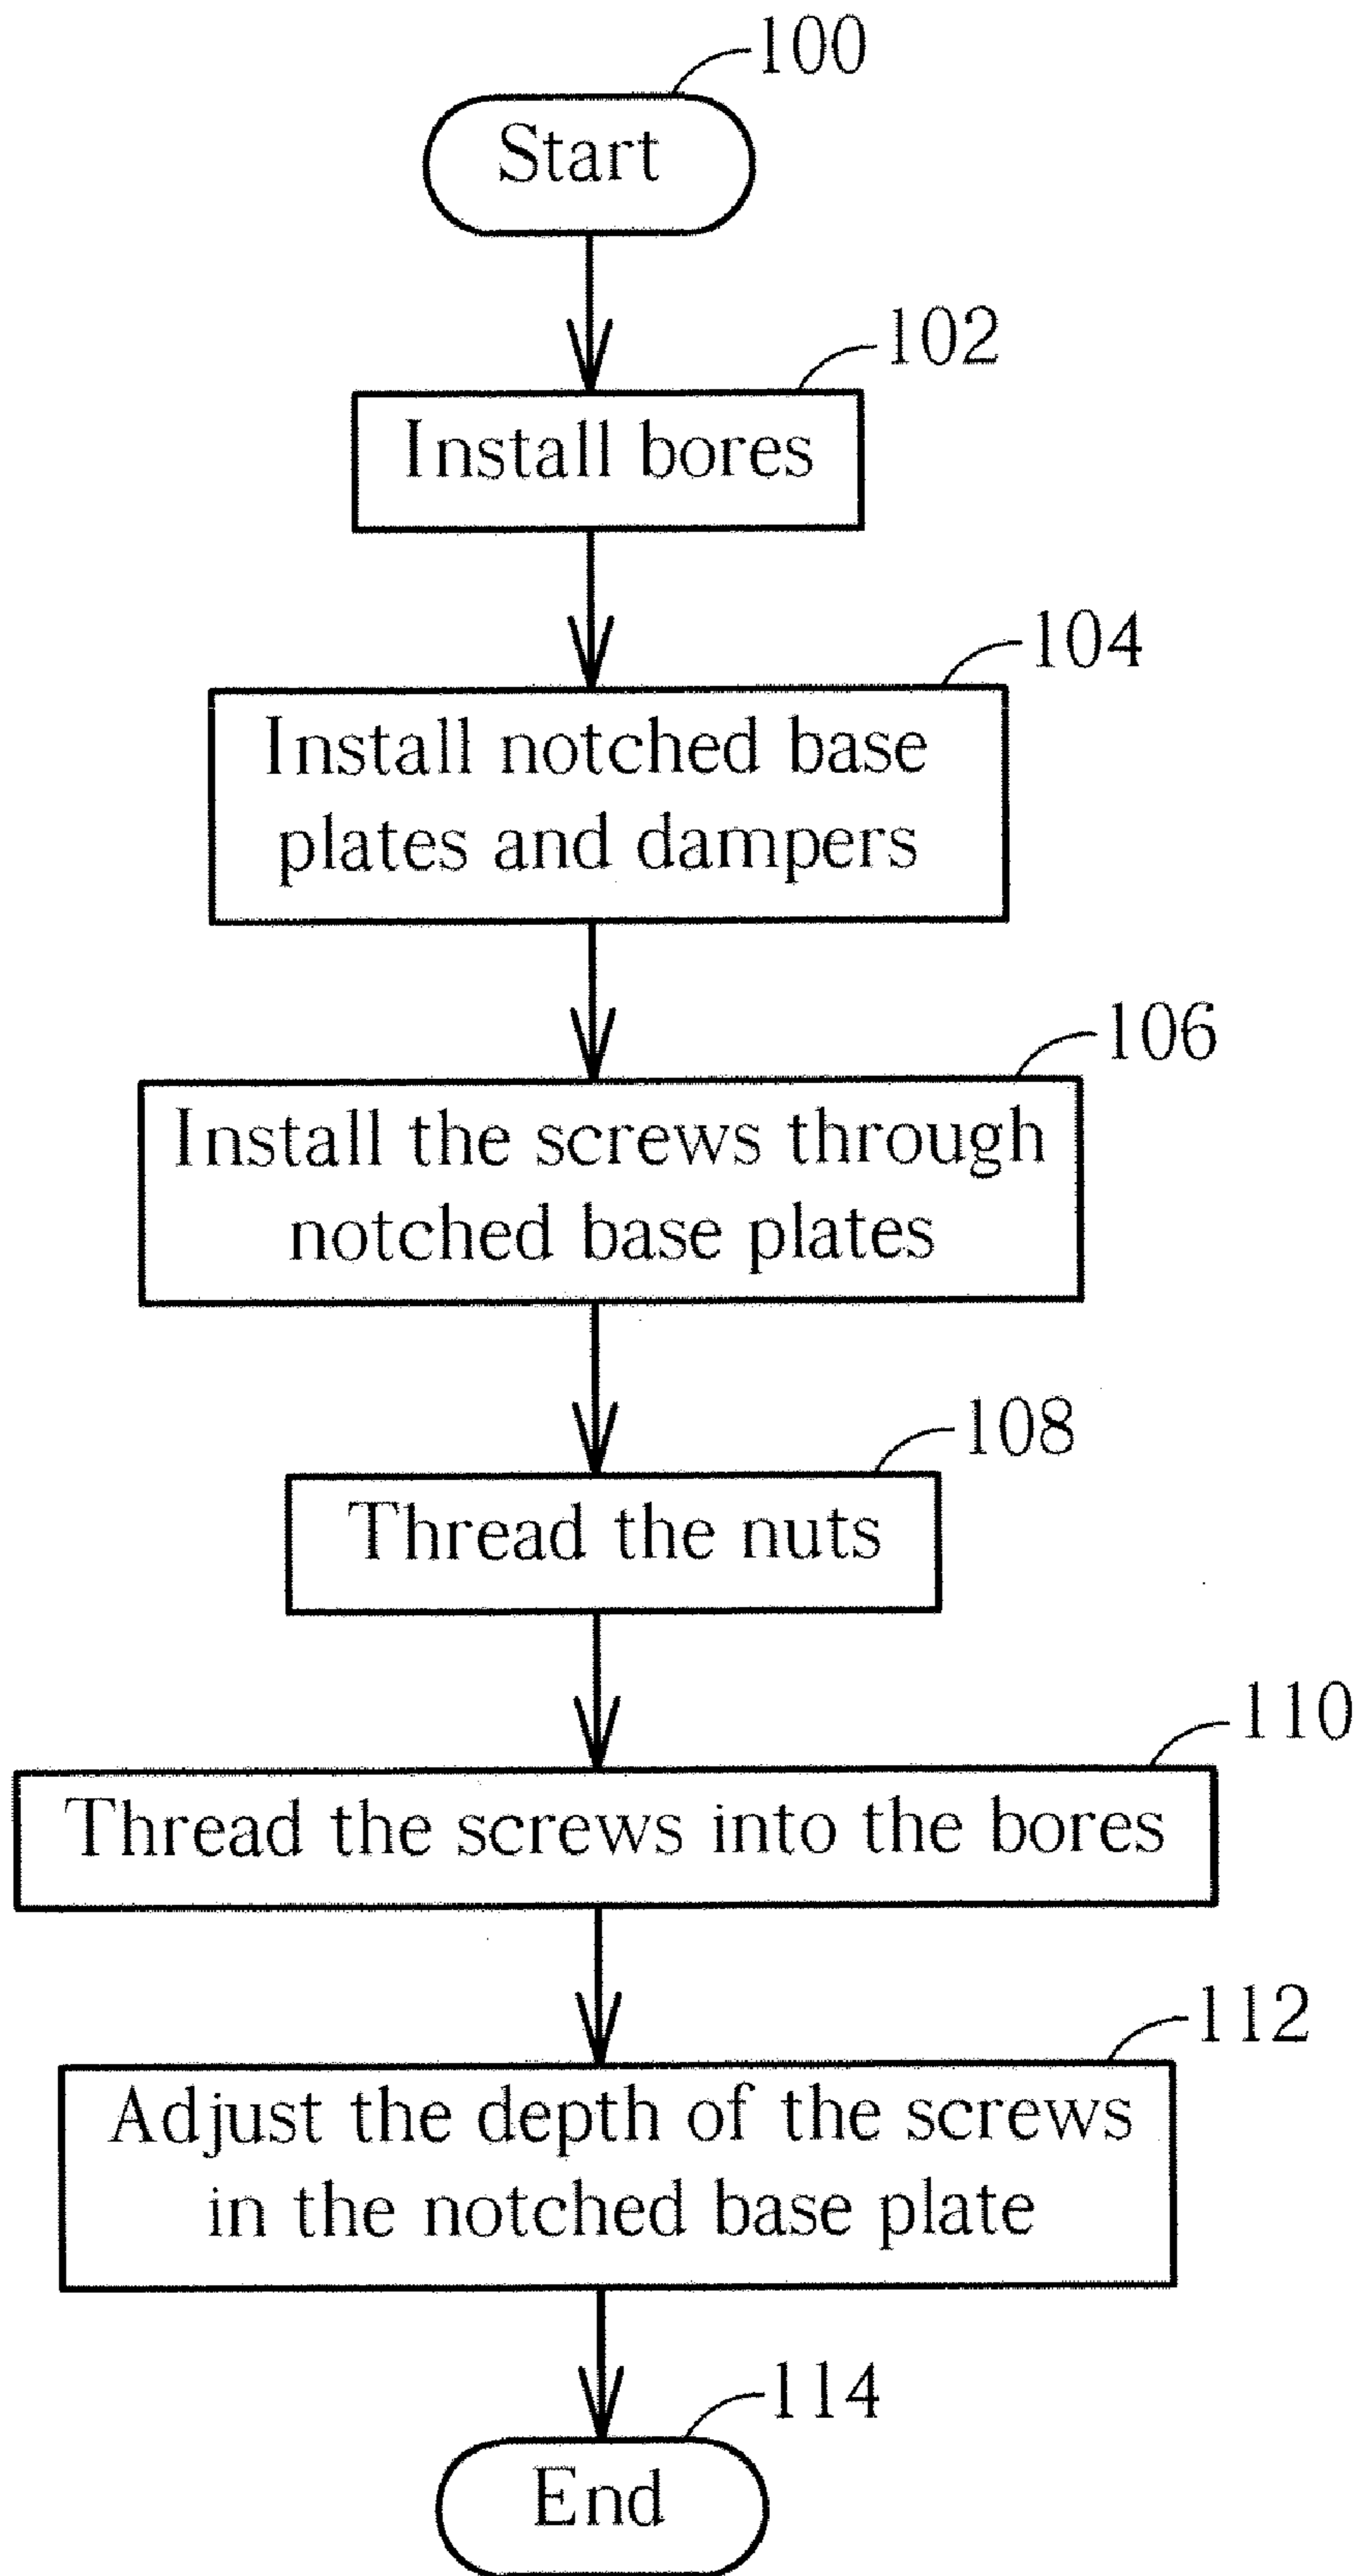 100
Start
102
Install bores
104
Install notched base
plates and dampers
106
Install the screws through
notched base plates
108
Thread the nuts
110
Thread the screws into the bores
112
Adjust the depth of the screws
in the notched base plate
114
End